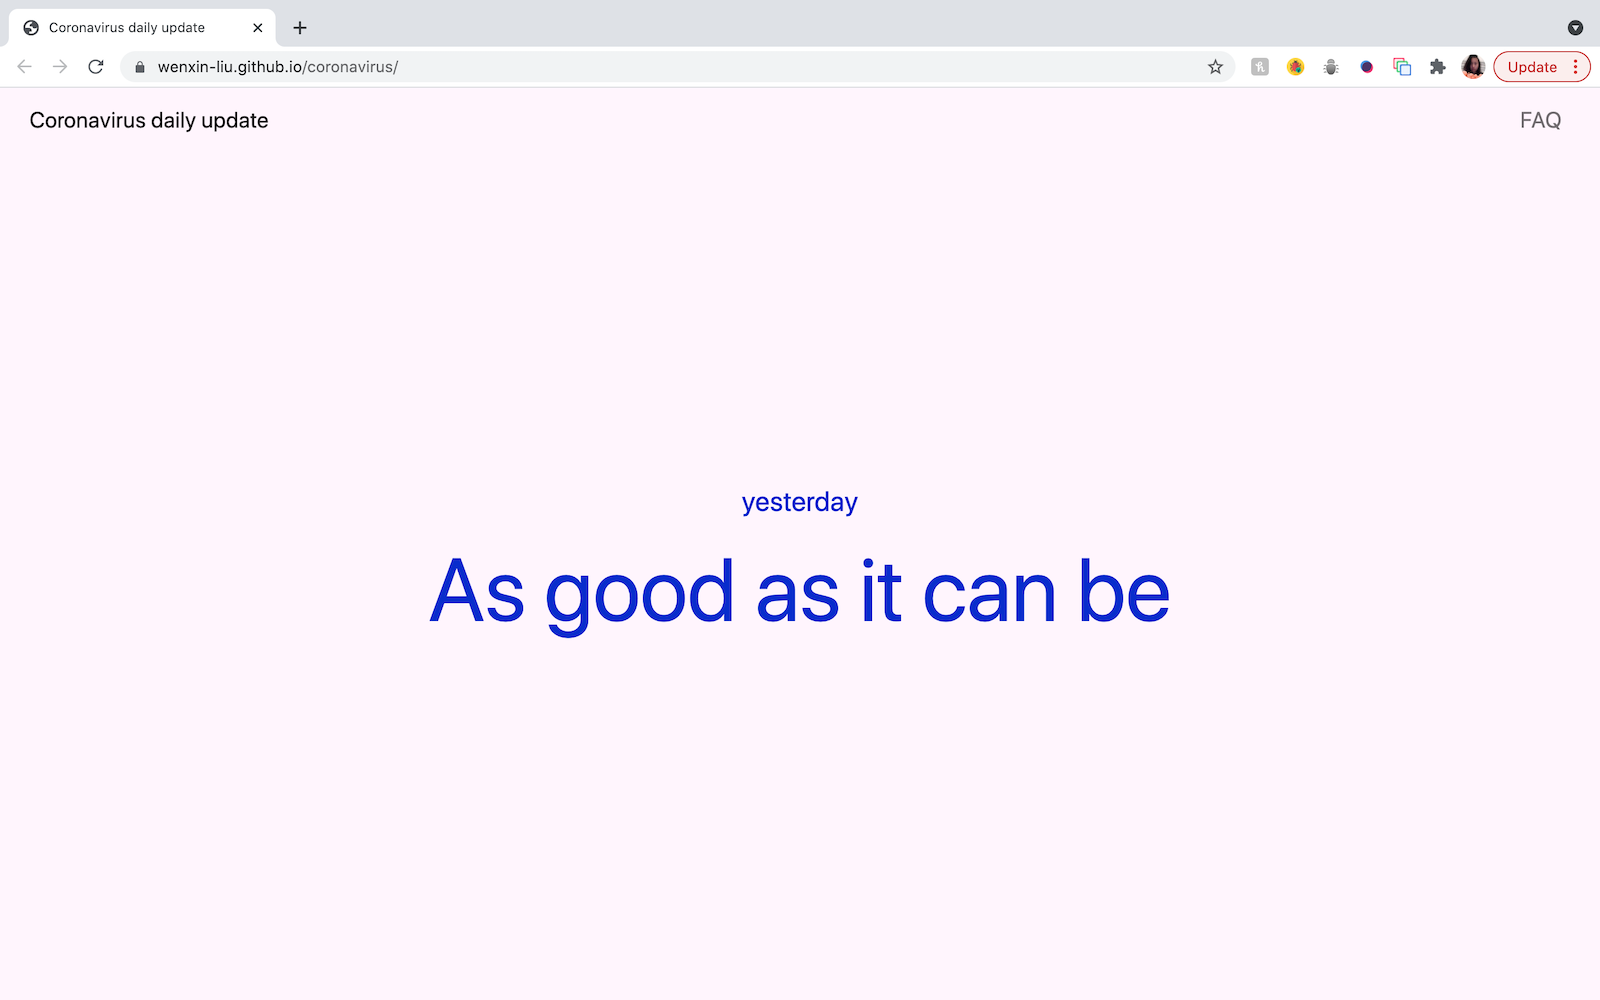 Coronavirus daily update
wenxin-liu.github.io/coronavirus/
Update
Coronavirus daily update
FAQ
yesterday
As good as it can be